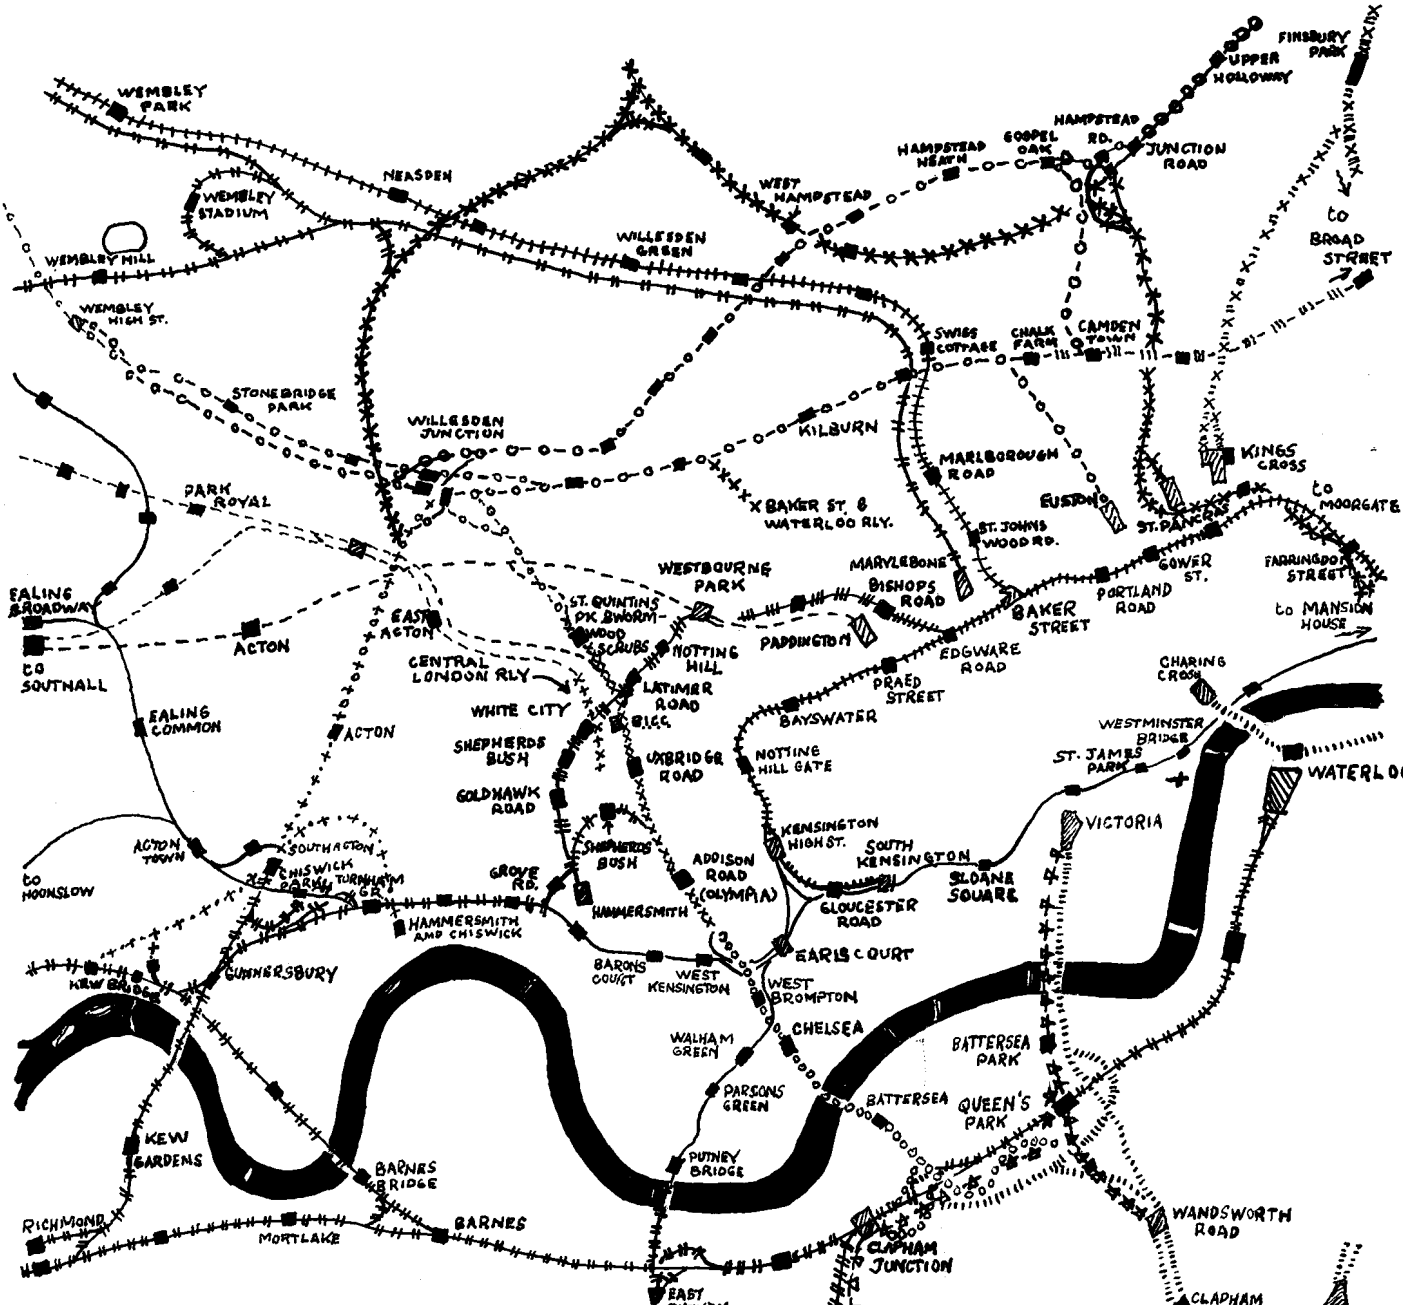 FINSBURY
PARK
UPPER
HOLLOWAY
WEMBLEY
PARK
HAMPSTEAD
RD.
GOSPEL
OAK
JUNCTION
ROAD
HAMPSTEAD
HEATH
NEASDEN
WEST
HAMPSTEAD
WEMBLEY
STADIUM
to
BROAD
STREET
WILLESDEN
GREEN
WEMBLEY HILL
WEMBLEY
HIGH ST.
SWISS
COTTAGE
CHALK
FARM
CAMDEN
TOWN
STONEBRIDGE
PARK
WILLESDEN
JUNCTION
KILBURN
MARLBOROUGH
ROAD
KINGS
CROSS
PARK
ROYAL
BAKER ST. &
WATERLOO RLY.
EUSTON
ST. PANCRAS
to
MOORGATE
ST. JOHNS
WOOD RD.
WESTBOURNE
PARK
MARYLEBONE
BISHOPS
ROAD
GOWER
ST.
FARRINGDON
STREET
PORTLAND
ROAD
EALING
BROADWAY
ST. QUINTINS
PK. & WORM-
WOOD
SCRUBS
BAKER
STREET
to MANSION
HOUSE
EAST
ACTON
PADDINGTON
ACTON
NOTTING
HILL
EDGWARE
ROAD
to
SOUTHALL
CENTRAL
LONDON RLY
PRAED
STREET
CHARING
CROSS
LATIMER
ROAD
WHITE CITY
BAYSWATER
EALING
COMMON
ACTON
WESTMINSTER
BRIDGE
SHEPHERDS
BUSH
UXBRIDGE
ROAD
NOTTING
HILL GATE
ST. JAMES
PARK
WATERLOO
GOLDHAWK
ROAD
VICTORIA
KENSINGTON
HIGH ST.
ACTON
TOWN
SOUTH ACTON
SHEPHERDS
BUSH
SOUTH
KENSINGTON
ADDISON
ROAD
(OLYMPIA)
SLOANE
SQUARE
to
HOONSLOW
CHISWICK
PARK
TURNHAM
GR.
GROVE
RD.
HAMMERSMITH
GLOUCESTER
ROAD
HAMMERSMITH
AND CHISWICK
EARLS COURT
BARONS
COURT
WEST
KENSINGTON
GUNNERSBURY
KEW BRIDGE
WEST
BROMPTON
CHELSEA
WALHAM
GREEN
BATTERSEA
PARK
PARSONS
GREEN
BATTERSEA
QUEEN'S
PARK
KEW
GARDENS
BARNES
BRIDGE
PUTNEY
BRIDGE
RICHMOND
MORTLAKE
BARNES
WANDSWORTH
ROAD
CLAPHAM
JUNCTION
EAST
CLAPHAM